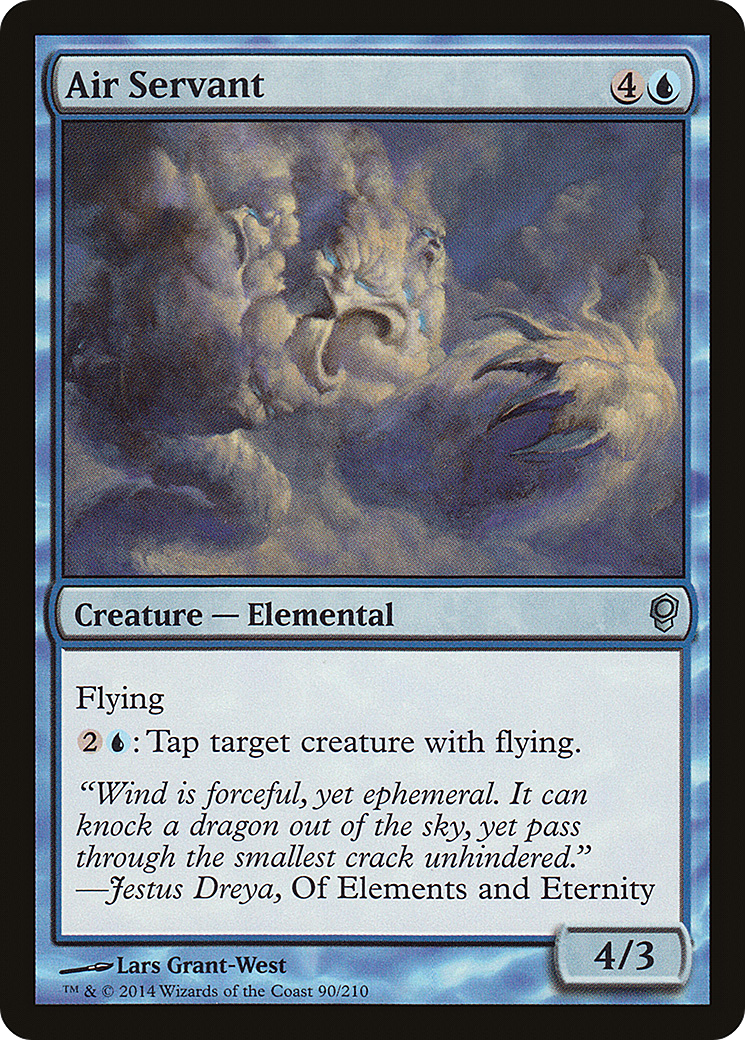 Air Servant 4
Creature — Elemental
Flying
2 : Tap target creature with flying.
“Wind is forceful, yet ephemeral. It can
knock a dragon out of the sky, yet pass
through the smallest crack unhindered.”
—Jestus Dreya, Of Elements and Eternity
4/3
Lars Grant-West
™ & © 2014 Wizards of the Coast 90/210